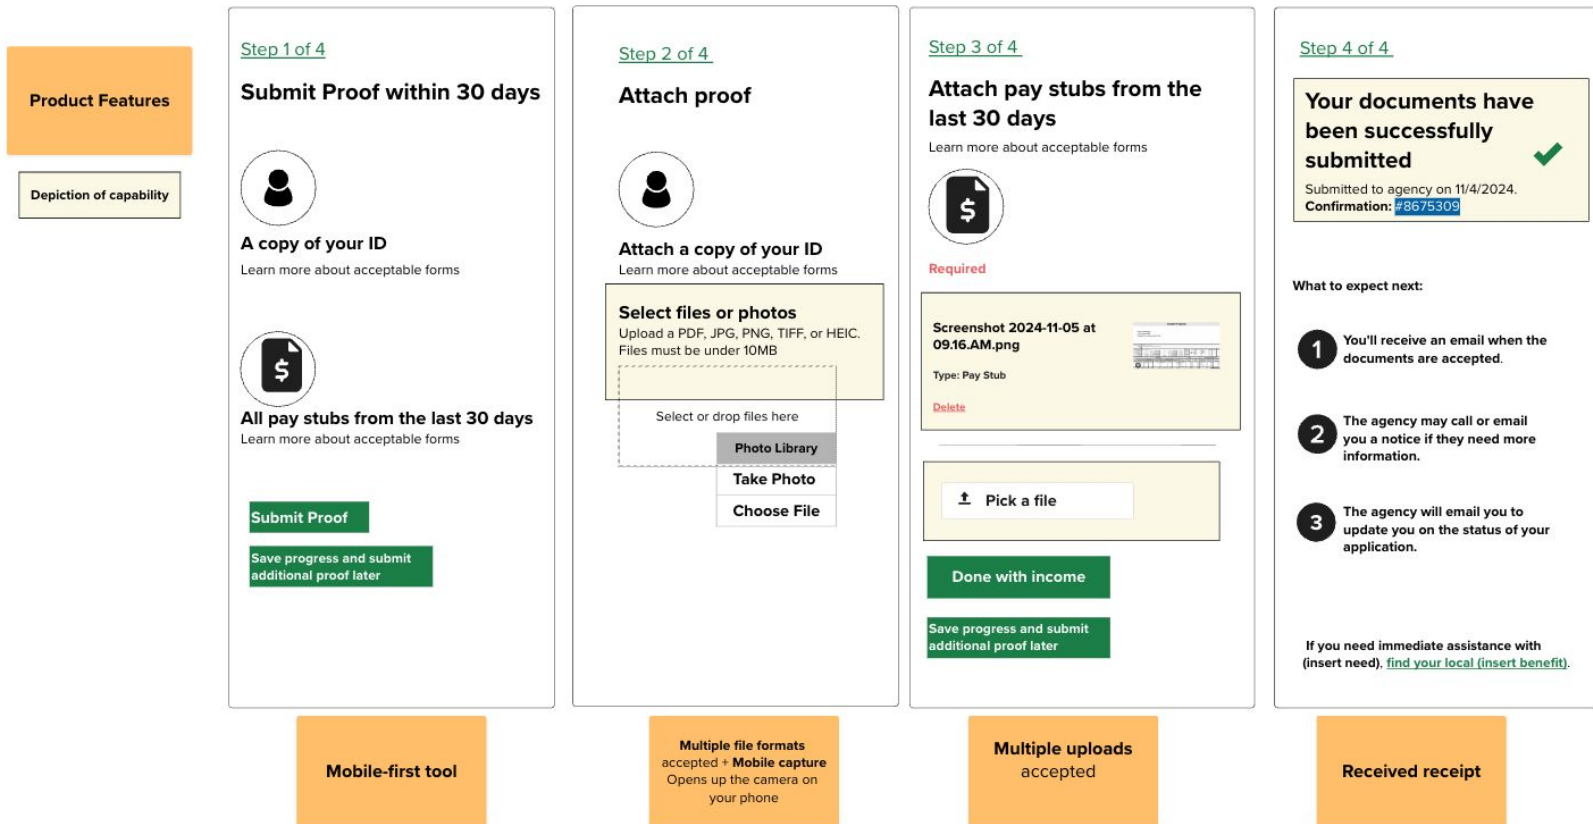 Product Features
Depiction of capability
Step 1 of 4
Submit Proof within 30 days
A copy of your ID
Learn more about acceptable forms
All pay stubs from the last 30 days
Learn more about acceptable forms
Submit Proof
Save progress and submit
additional proof later
Mobile-first tool
Step 2 of 4
Attach proof
Attach a copy of your ID
Learn more about acceptable forms
Select files or photos
Upload a PDF, JPG, PNG, TIFF, or HEIC.
Files must be under 10MB
Select or drop files here
Photo Library
Take Photo
Choose File
Multiple file formats
accepted + Mobile capture
Opens up the camera on
your phone
Step 3 of 4
Attach pay stubs from the
last 30 days
Learn more about acceptable forms
$
Required
Screenshot 2024-11-05 at
09.16.AM.png
Type: Pay Stub
Delete
Pick a file
Done with income
Save progress and submit
additional proof later
Multiple uploads
accepted
Step 4 of 4
Your documents have
been successfully
submitted
Submitted to agency on 11/4/2024.
Confirmation: #8675309
What to expect next:
1
You'll receive an email when the
documents are accepted.
2
The agency may call or email
you a notice if they need more
information.
3
The agency will email you to
update you on the status of your
application.
If you need immediate assistance with
(insert need), find your local (insert benefit).
Received receipt